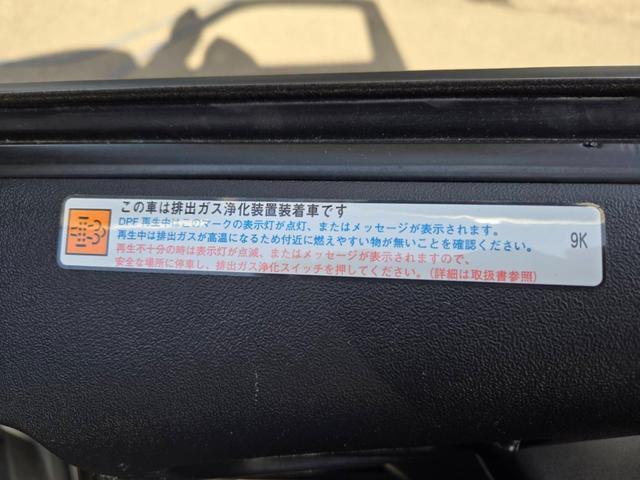 この車は排出ガス浄化装置装着車です
DPF再生中はこのマークの表示灯が点灯、またはメッセージが表示されます。
再生中は排出ガスが高温になるため付近に燃えやすい物が無いことを確認ください。
再生不十分の時は表示灯が点滅、またはメッセージが表示されますので、
安全な場所に停車し、排出ガス浄化スイッチを押してください。（詳細は取扱書参照）
9K